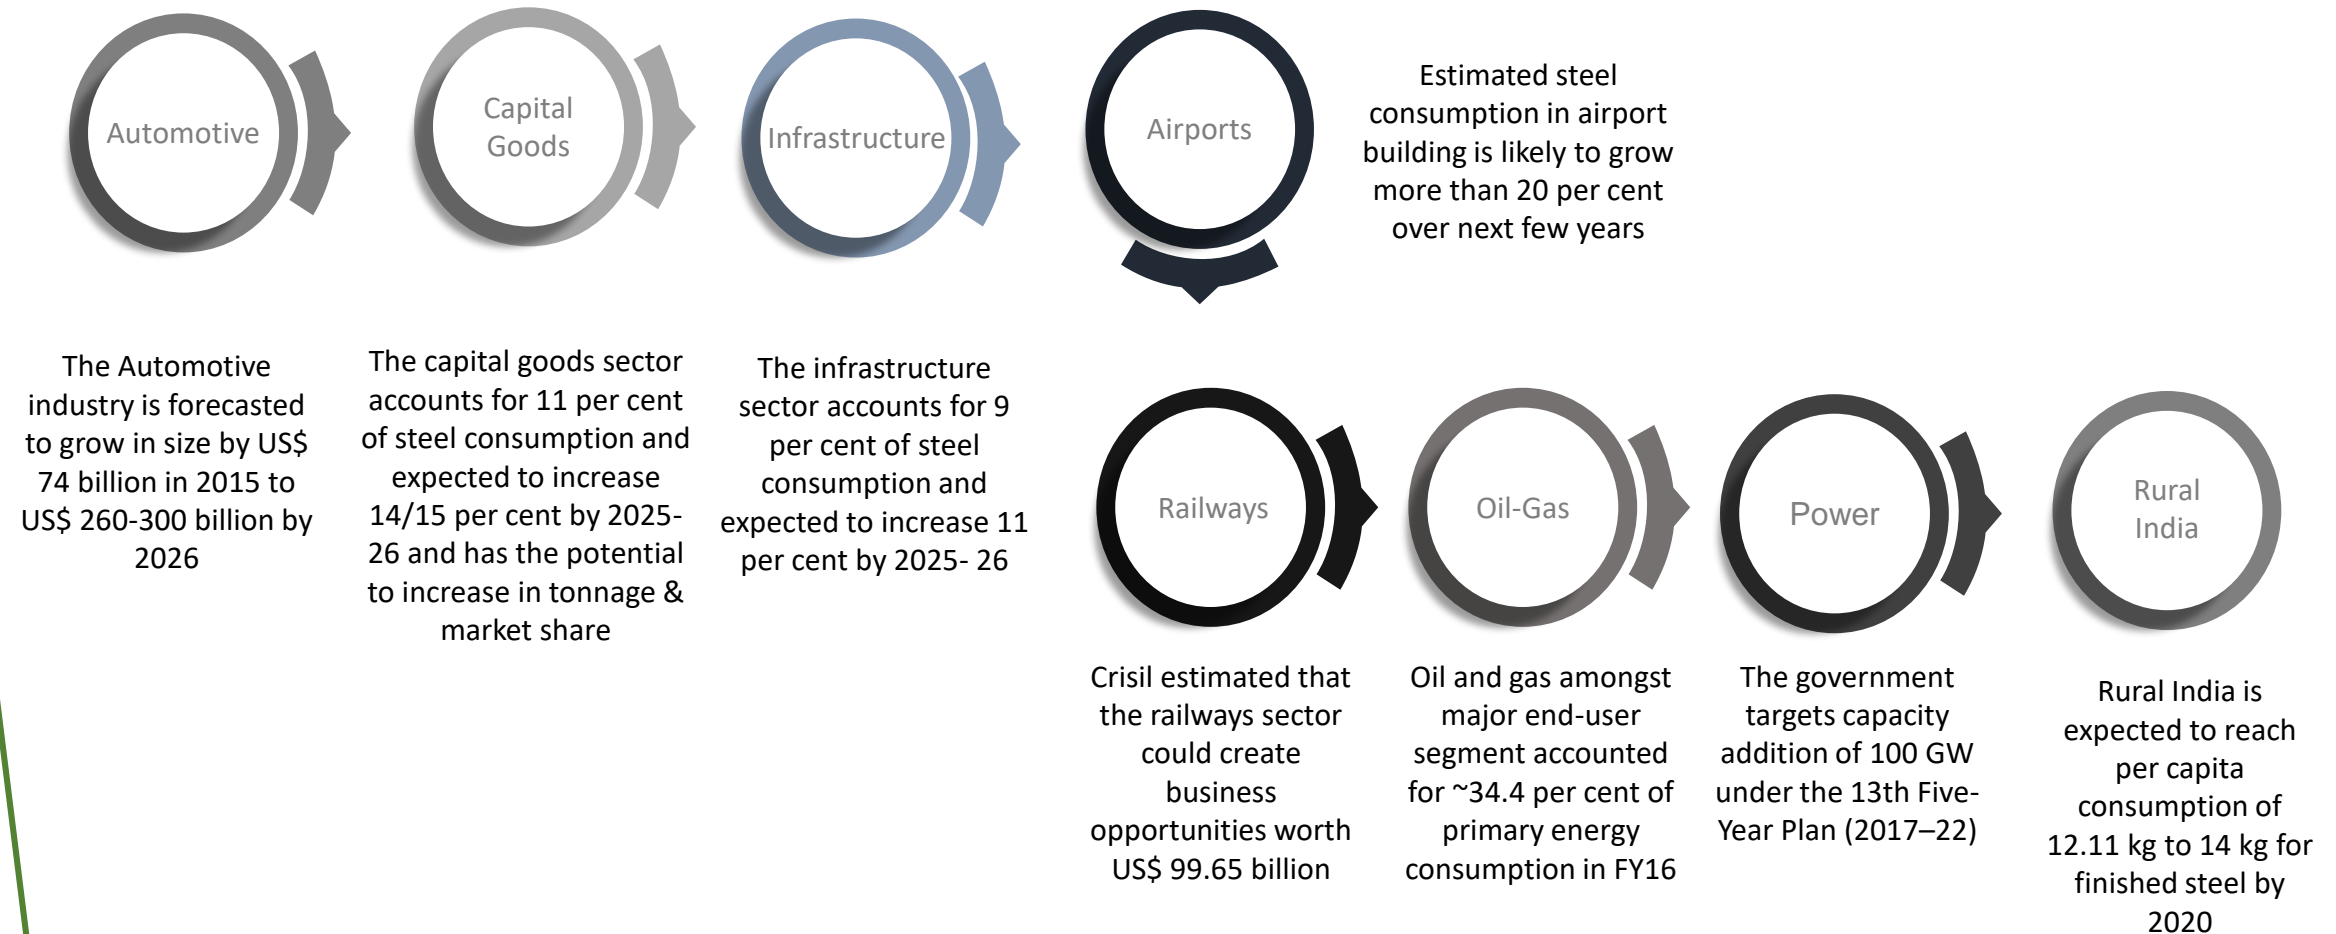 Automotive
Capital
Goods
Infrastructure
Airports
Estimated steel
consumption in airport
building is likely to grow
more than 20 per cent
over next few years
The Automotive
industry is forecasted
to grow in size by US$
74 billion in 2015 to
US$ 260-300 billion by
2026
The capital goods sector
accounts for 11 per cent
of steel consumption and
expected to increase
14/15 per cent by 2025-
26 and has the potential
to increase in tonnage &
market share
The infrastructure
sector accounts for 9
per cent of steel
consumption and
expected to increase 11
per cent by 2025- 26
Railways
Oil-Gas
Power
Rural
India
Crisil estimated that
the railways sector
could create
business
opportunities worth
US$ 99.65 billion
Oil and gas amongst
major end-user
segment accounted
for ~34.4 per cent of
primary energy
consumption in FY16
The government
targets capacity
addition of 100 GW
under the 13th Five-
Year Plan (2017–22)
Rural India is
expected to reach
per capita
consumption of
12.11 kg to 14 kg for
finished steel by
2020